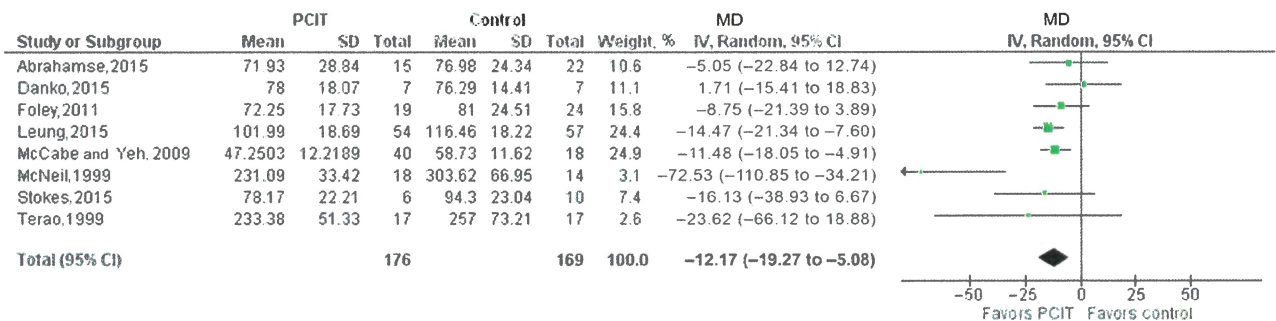 PCIT Control MD MD
Study or Subgroup Mean SD Total Mean SD Total Weight, % IV, Random, 95% CI IV, Random, 95% CI
Abrahamse,2015 71.93 28.84 15 76.98 24.34 22 10.6 −5.05 (−22.84 to 12.74)
Danko,2015 78 18.07 7 76.29 14.41 7 11.1 1.71 (−15.41 to 18.83)
Foley,2011 72.25 17.73 19 81 24.51 24 15.8 −8.75 (−21.39 to 3.89)
Leung,2015 101.99 18.69 54 116.46 18.22 57 24.4 −14.47 (−21.34 to −7.60)
McCabe and Yeh, 2009 47.2503 12.2189 40 58.73 11.62 18 24.9 −11.48 (−18.05 to −4.91)
McNeil,1999 231.09 33.42 18 303.62 66.95 14 3.1 −72.53 (−110.85 to −34.21)
Stokes,2015 78.17 22.21 6 94.3 23.04 10 7.4 −16.13 (−38.93 to 6.67)
Terao,1999 233.38 51.33 17 257 73.21 17 2.6 −23.62 (−66.12 to 18.88)
Total (95% CI) 176 169 100.0 −12.17 (−19.27 to −5.08)
−50 −25 0 25 50
Favors PCIT Favors control